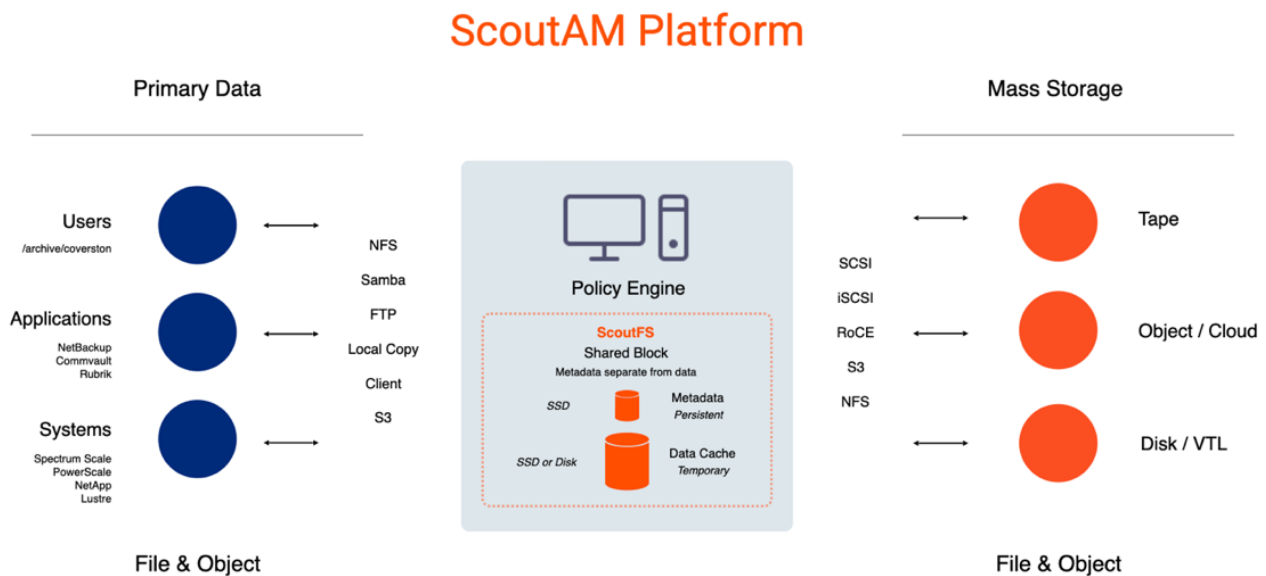 ScoutAM Platform
Primary Data
Users
/archive/coverston
Applications
NetBackup
Commvault
Rubrik
Systems
Spectrum Scale
PowerScale
NetApp
Lustre
File & Object
NFS
Samba
FTP
Local Copy
Client
S3
Policy Engine
ScoutFS
Shared Block
Metadata separate from data
SSD
Metadata
Persistent
SSD or Disk
Data Cache
Temporary
Mass Storage
SCSI
iSCSI
RoCE
S3
NFS
Tape
Object / Cloud
Disk / VTL
File & Object